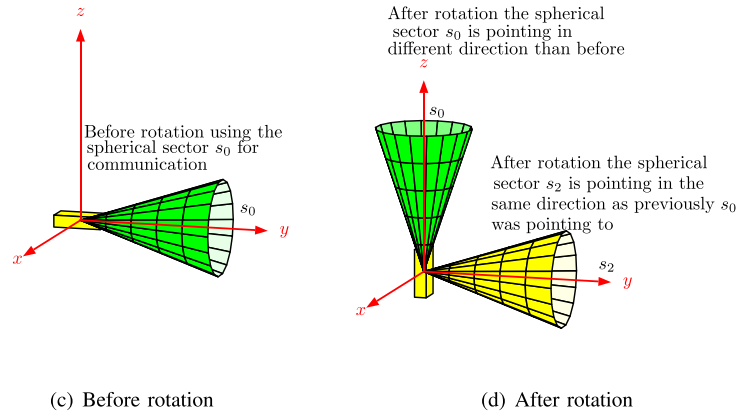 z
Before rotation using the
spherical sector s₀ for
communication
s₀
y
x
(c) Before rotation
After rotation the spherical
sector s₀ is pointing in
different direction than before
z
s₀
After rotation the spherical
sector s₂ is pointing in the
same direction as previously s₀
was pointing to
s₂
y
x
(d) After rotation